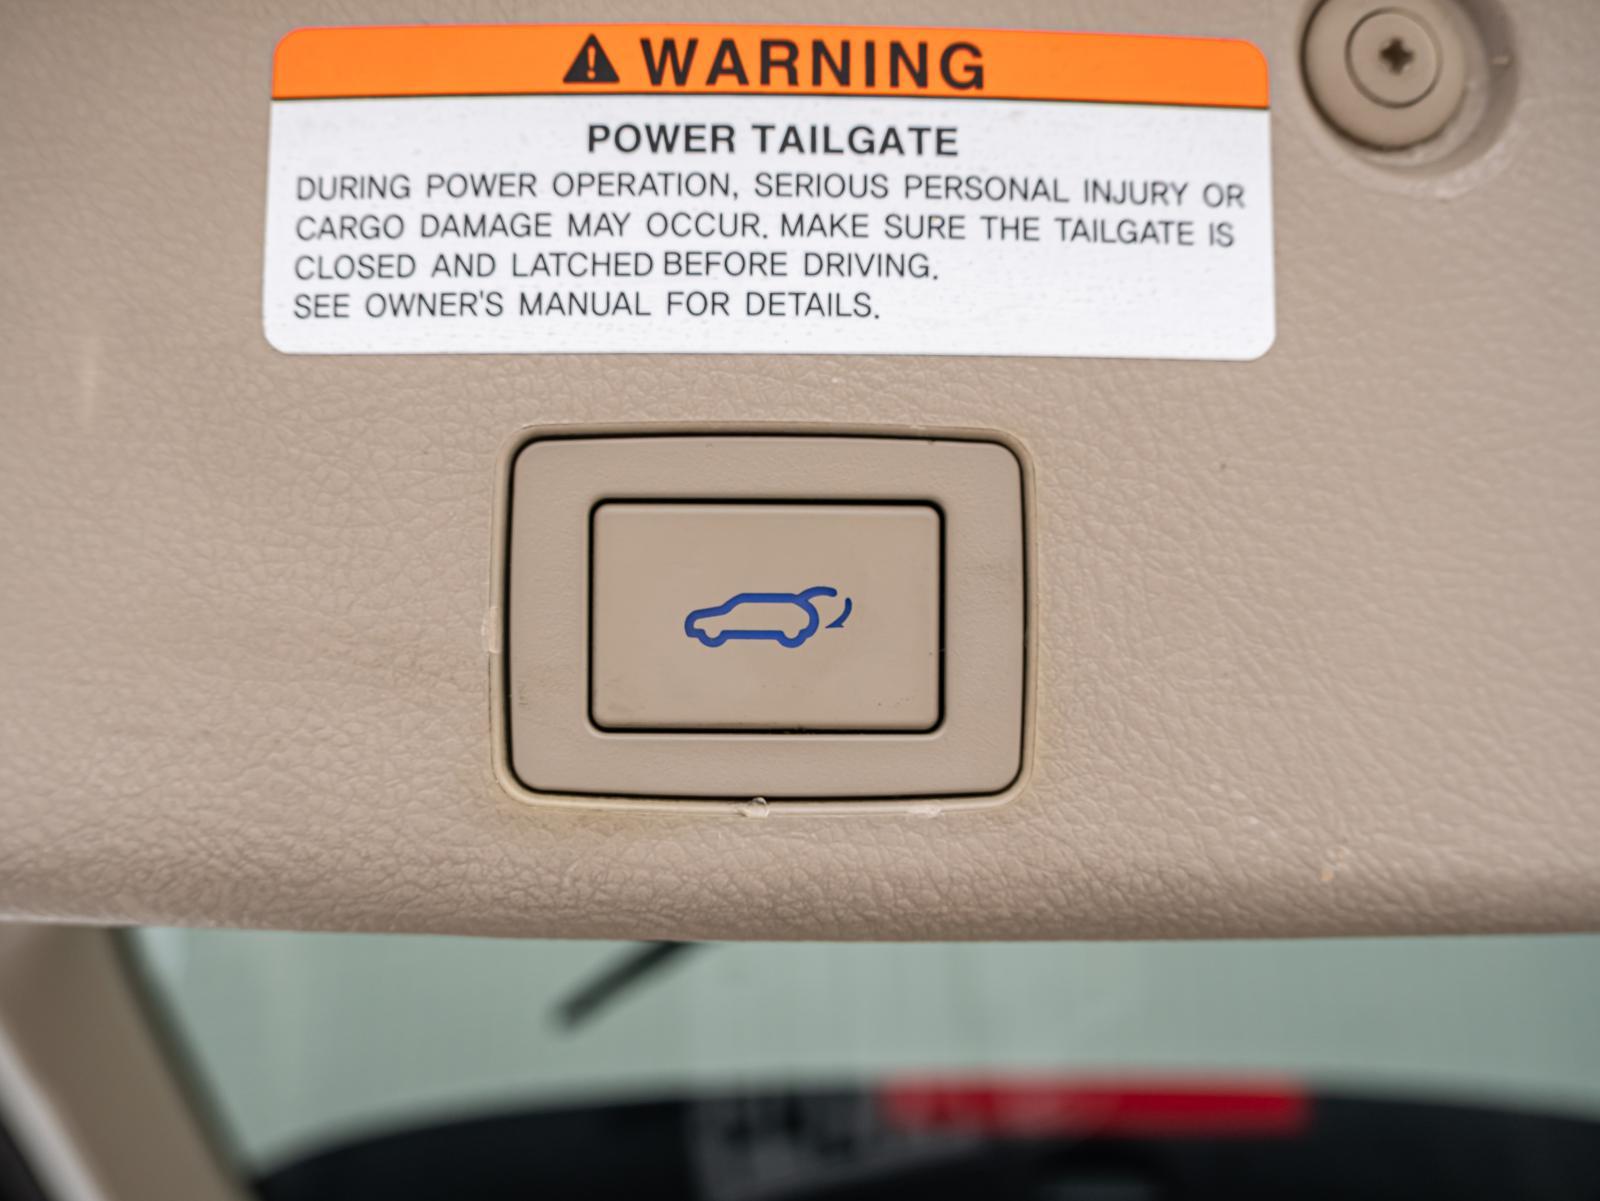 WARNING
POWER TAILGATE
DURING POWER OPERATION, SERIOUS PERSONAL INJURY OR
CARGO DAMAGE MAY OCCUR. MAKE SURE THE TAILGATE IS
CLOSED AND LATCHED BEFORE DRIVING.
SEE OWNER'S MANUAL FOR DETAILS.